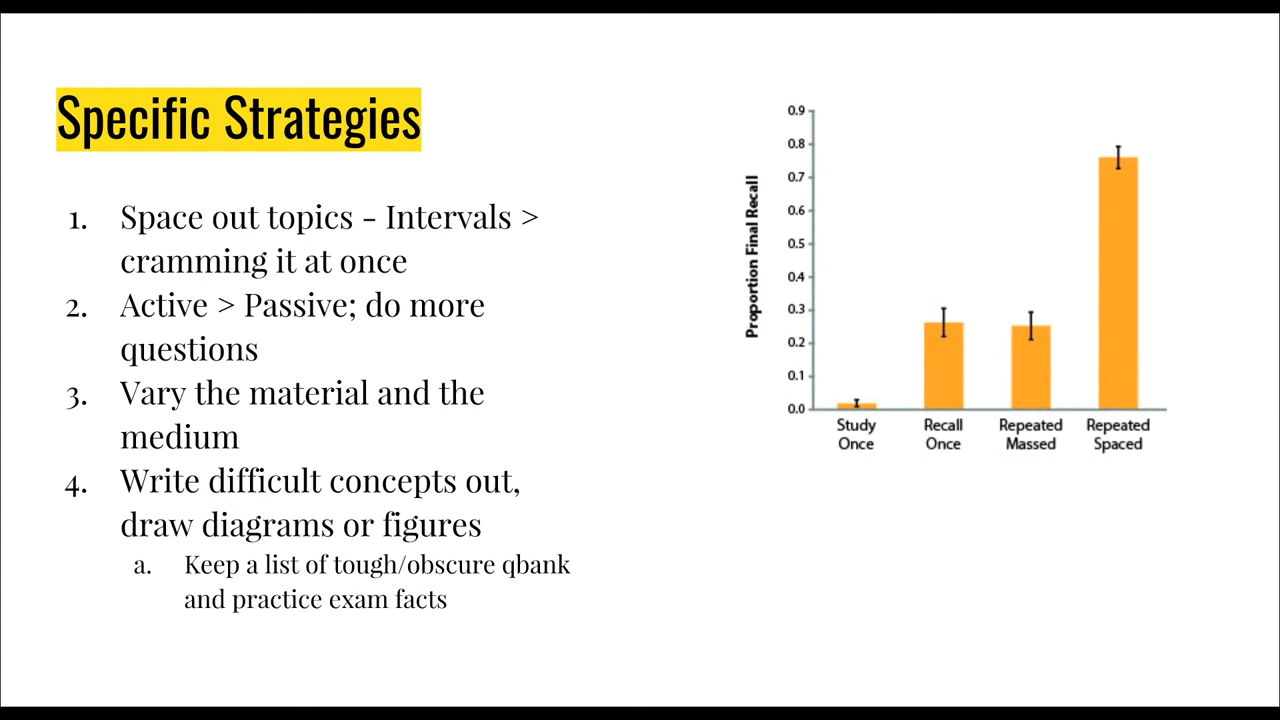 Specific Strategies
1. Space out topics - Intervals >
cramming it at once
2. Active > Passive; do more
questions
3. Vary the material and the
medium
4. Write difficult concepts out,
draw diagrams or figures
a. Keep a list of tough/obscure qbank
and practice exam facts
Proportion Final Recall
0.9
0.8
0.7
0.6
0.5
0.4
0.3
0.2
0.1
0.0
Study Once
Recall Once
Repeated Massed
Repeated Spaced